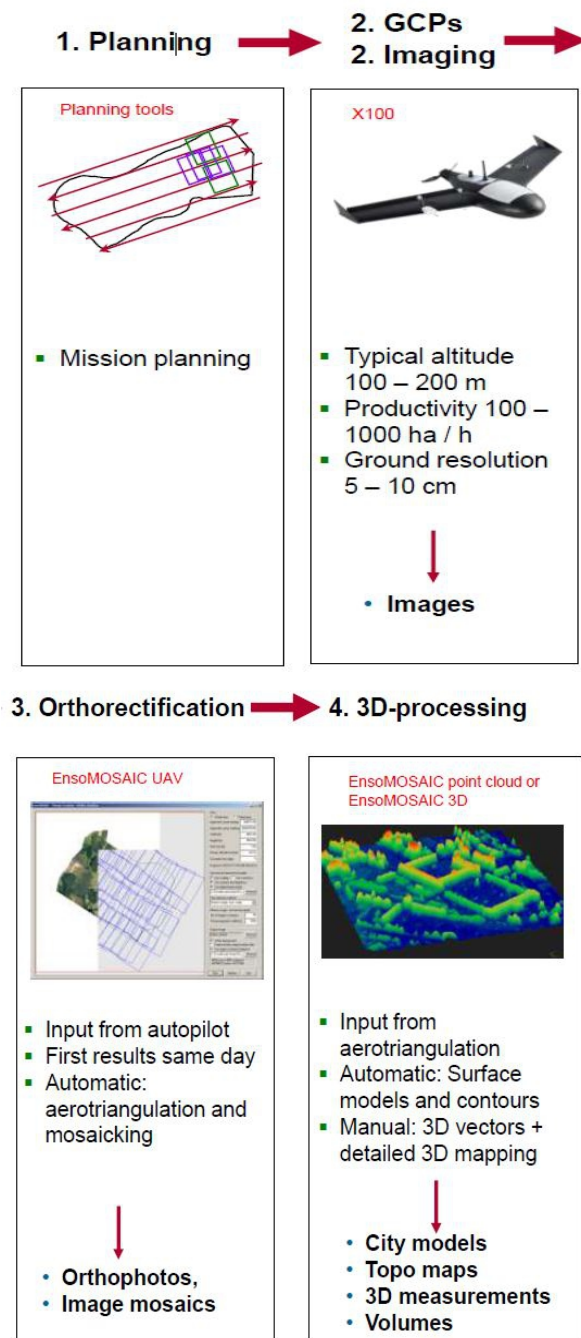 1. Planning
2. GCPs
2. Imaging
Planning tools
▪ Mission planning
X100
▪ Typical altitude
100 – 200 m
▪ Productivity 100 –
1000 ha / h
▪ Ground resolution
5 – 10 cm
• Images
3. Orthorectification
4. 3D-processing
EnsoMOSAIC UAV
▪ Input from autopilot
▪ First results same day
▪ Automatic:
aerotriangulation and
mosaicking
• Orthophotos,
• Image mosaics
EnsoMOSAIC point cloud or
EnsoMOSAIC 3D
▪ Input from
aerotriangulation
▪ Automatic: Surface
models and contours
▪ Manual: 3D vectors +
detailed 3D mapping
• City models
• Topo maps
• 3D measurements
• Volumes